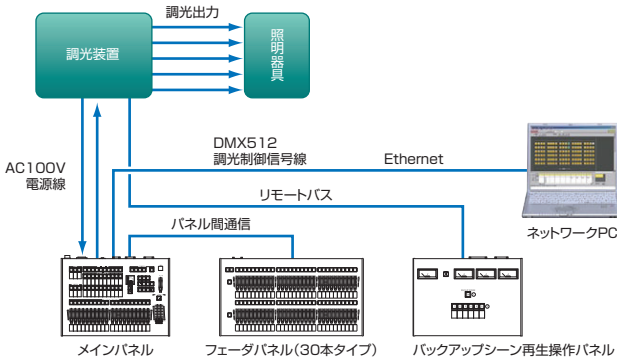 調光出力
調光装置
照明器具
DMX512
調光制御信号線
Ethernet
AC100V
電源線
リモートバス
パネル間通信
ネットワークPC
メインパネル
フェーダパネル(30本タイプ)
バックアップシーン再生操作パネル